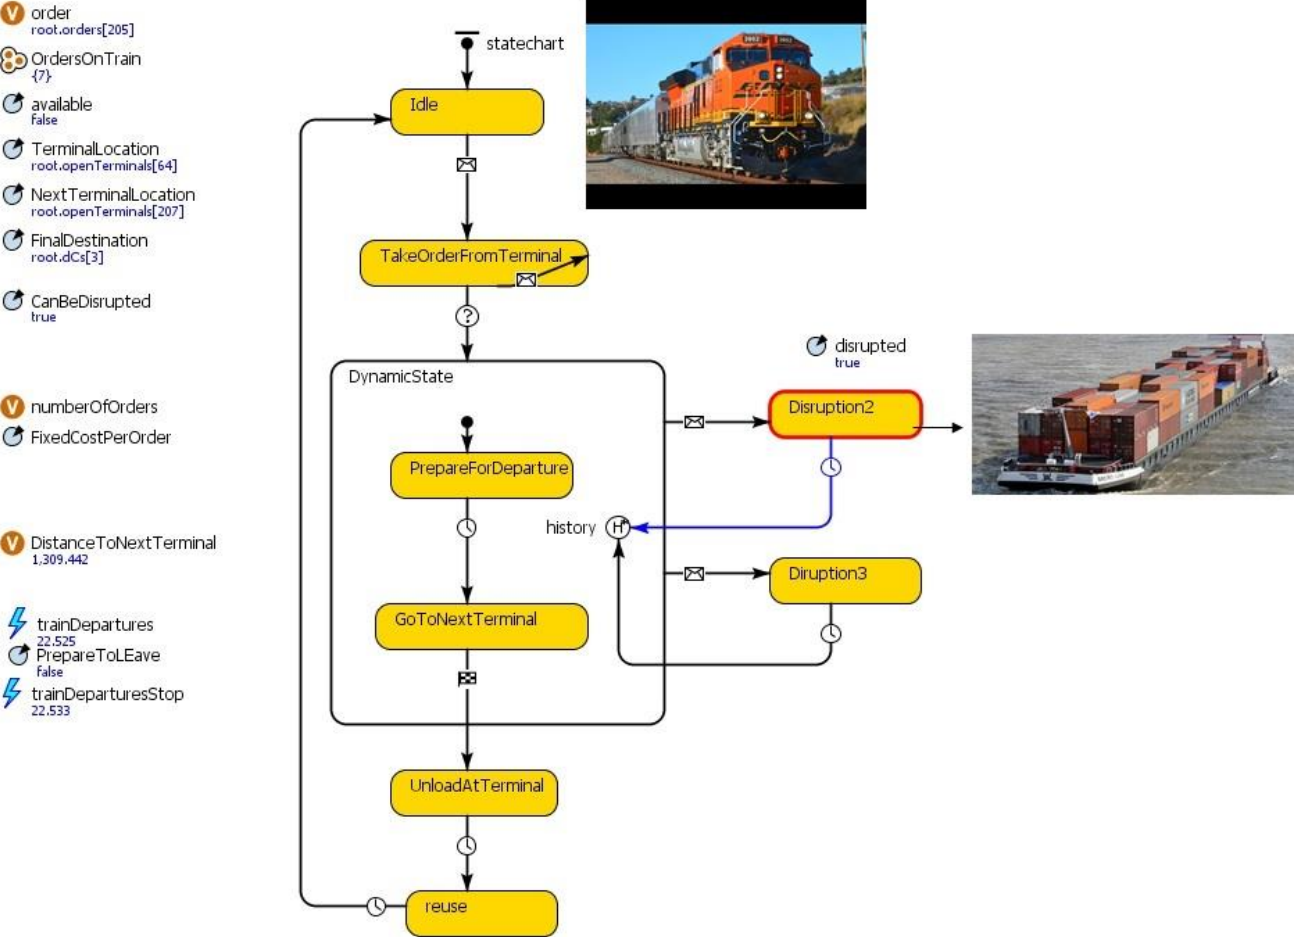 order
root.orders[205]
OrdersOnTrain
{7}
available
false
TerminalLocation
root.openTerminals[64]
NextTerminalLocation
root.openTerminals[207]
FinalDestination
root.dCs[3]
CanBeDisrupted
true
numberOfOrders
FixedCostPerOrder
DistanceToNextTerminal
1,309.442
trainDepartures
22.525
PrepareToLEave
false
trainDeparturesStop
22.533
statechart
Idle
TakeOrderFromTerminal
?
DynamicState
PrepareForDeparture
history
H*
GoToNextTerminal
UnloadAtTerminal
reuse
disrupted
true
Disruption2
Diruption3